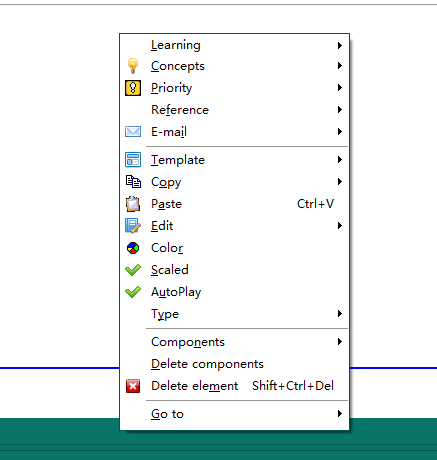 Learning
Concepts
Priority
Reference
E-mail
Template
Copy
Paste Ctrl+V
Edit
Color
Scaled
AutoPlay
Type
Components
Delete components
Delete element Shift+Ctrl+Del
Go to